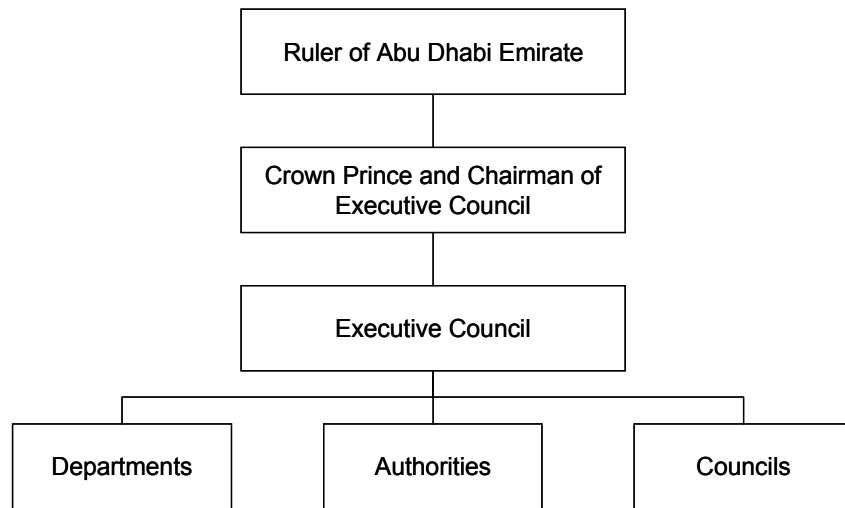 Ruler of Abu Dhabi Emirate
Crown Prince and Chairman of
Executive Council
Executive Council
Departments
Authorities
Councils